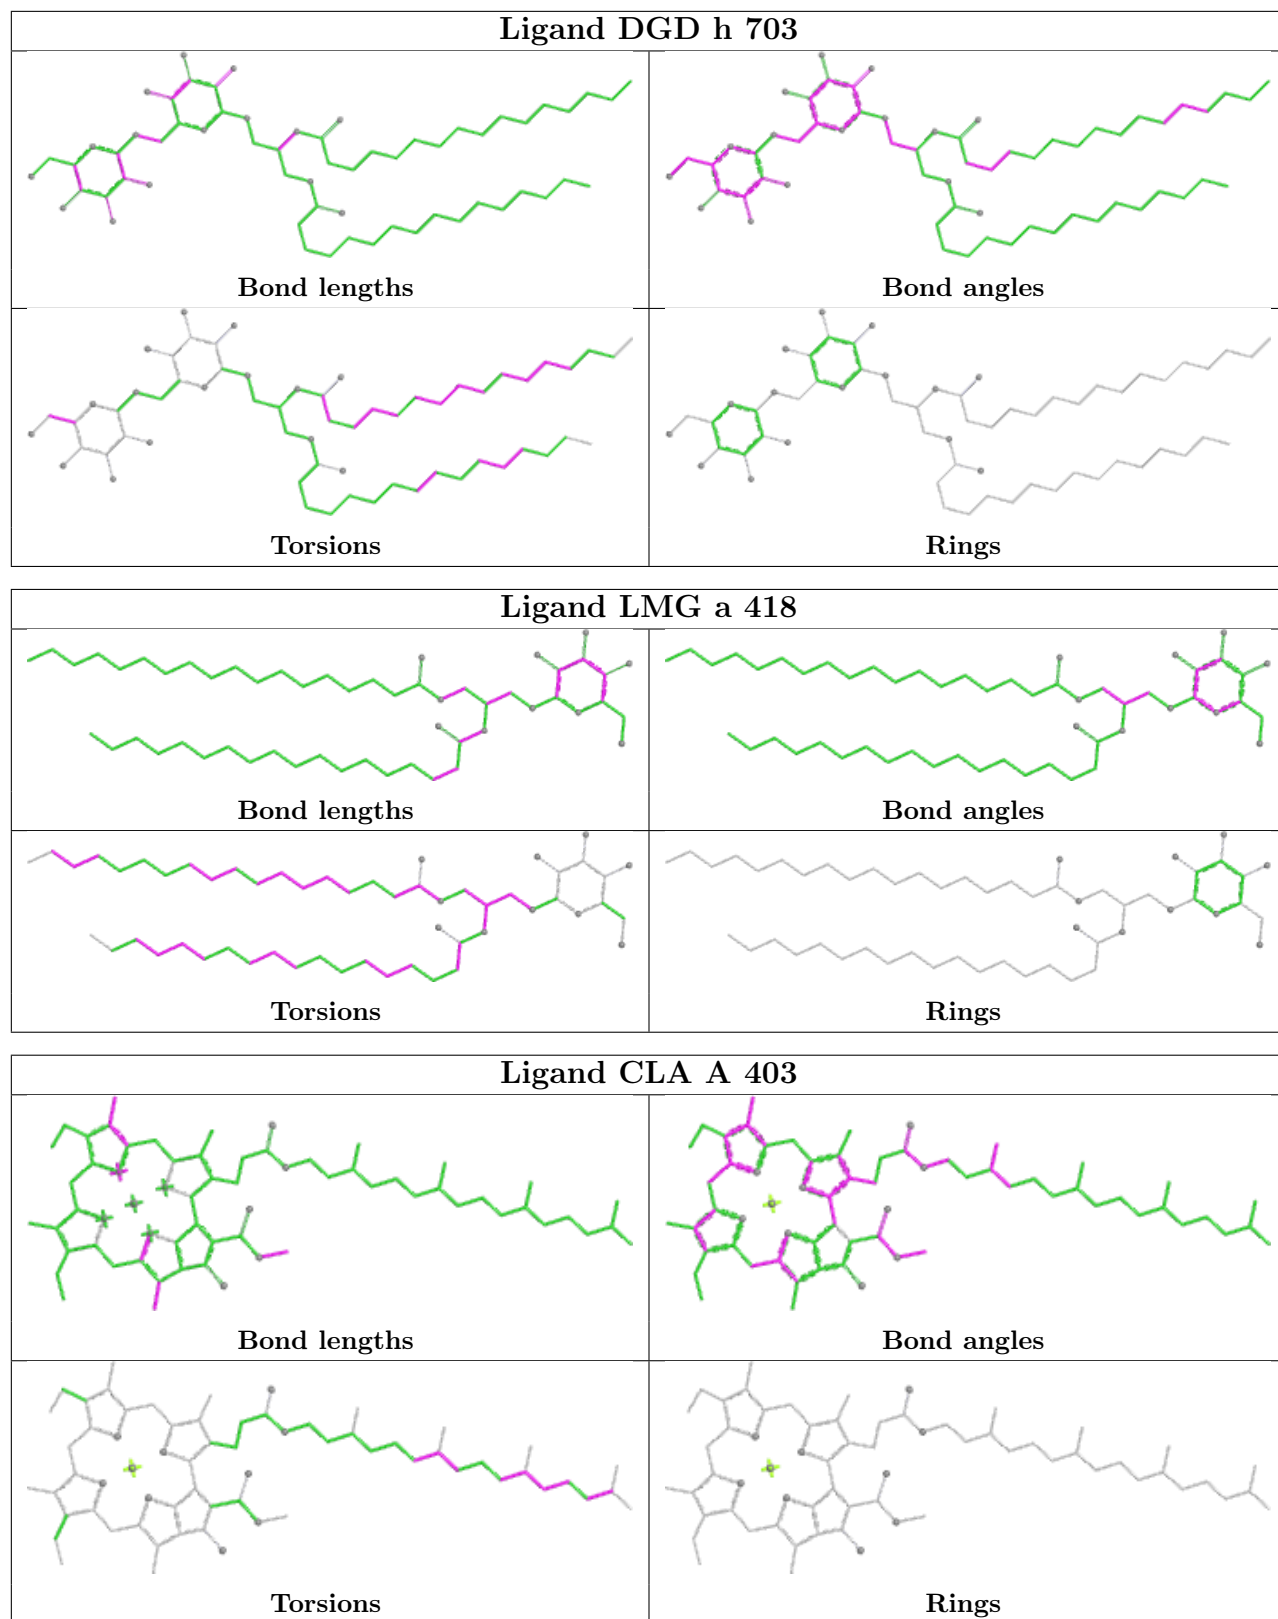 Ligand DGD h 703
Bond lengths
Bond angles
Torsions
Rings
Ligand LMG a 418
Bond lengths
Bond angles
Torsions
Rings
Ligand CLA A 403
Bond lengths
Bond angles
Torsions
Rings